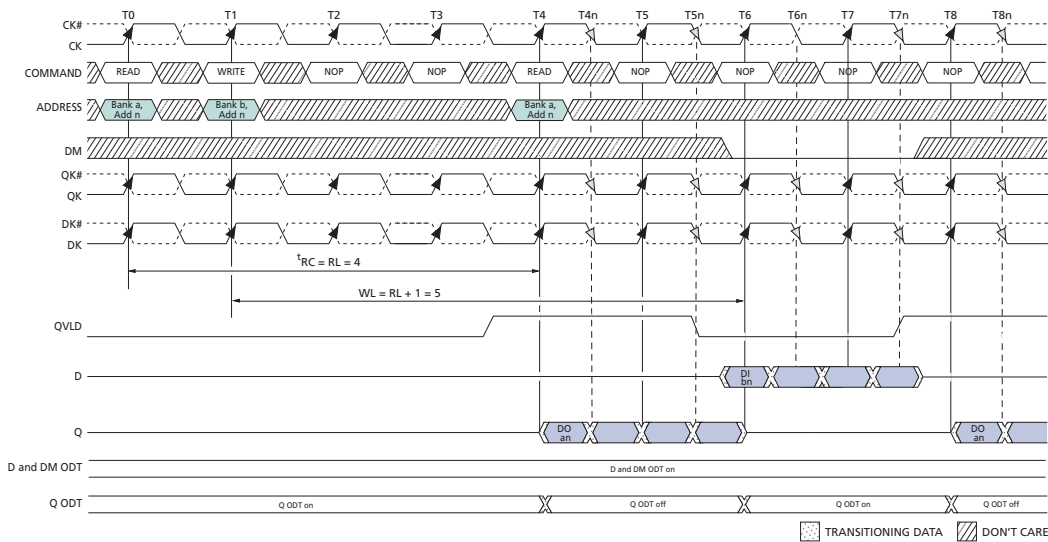 T0 T1 T2 T3 T4 T4n T5 T5n T6 T6n T7 T7n T8 T8n
CK#
CK
COMMAND READ WRITE NOP NOP READ NOP NOP NOP NOP
ADDRESS Bank a, Add n Bank b, Add n Bank a, Add n
DM
QK#
QK
DK#
DK
tRC = RL = 4
WL = RL + 1 = 5
QVLD
D DI bn
Q DO an DO an
D and DM ODT D and DM ODT on
Q ODT Q ODT on Q ODT off Q ODT on Q ODT off
TRANSITIONING DATA DON'T CARE